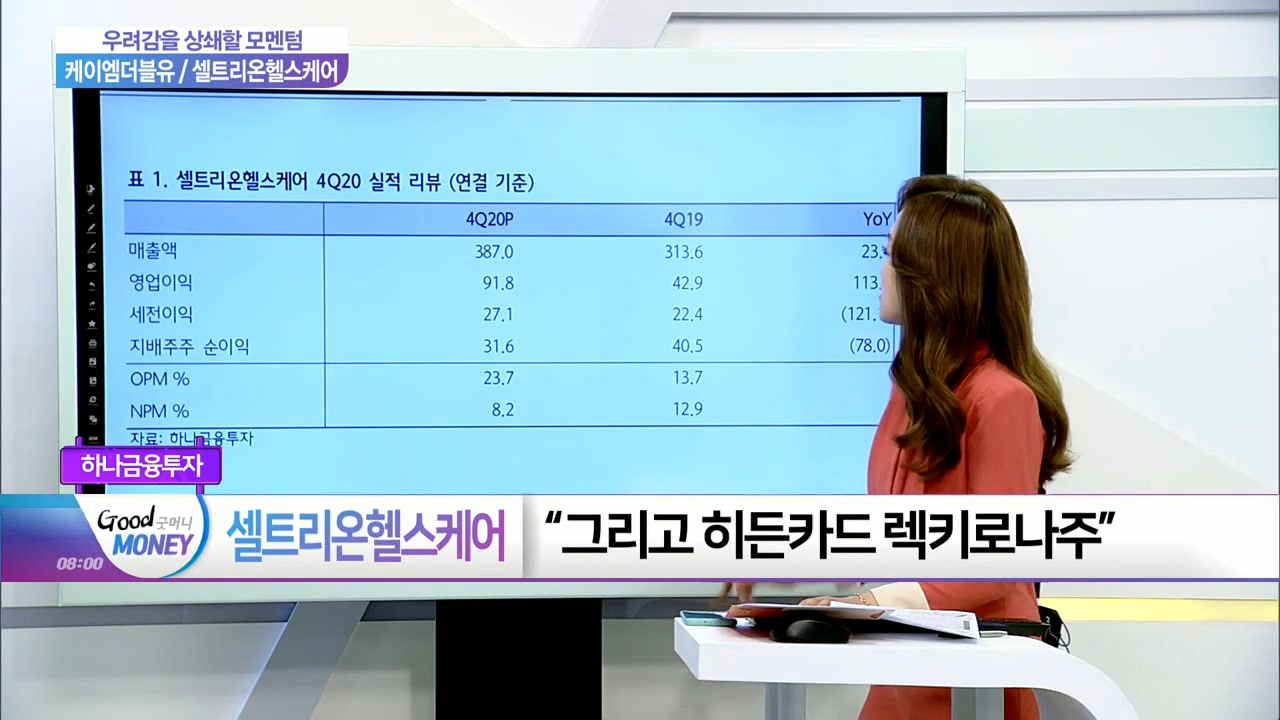 우려감을 상쇄할 모멘텀
케이엠더블유 / 셀트리온헬스케어
표 1. 셀트리온헬스케어 4Q20 실적 리뷰 (연결 기준)
4Q20P 4Q19 YoY
매출액 387.0 313.6 23.
영업이익 91.8 42.9 113.
세전이익 27.1 22.4 (121.
지배주주 순이익 31.6 40.5 (78.0)
OPM % 23.7 13.7
NPM % 8.2 12.9
자료: 하나금융투자
하나금융투자
Good 굿머니
MONEY
08:00
셀트리온헬스케어 “그리고 히든카드 렉키로나주”